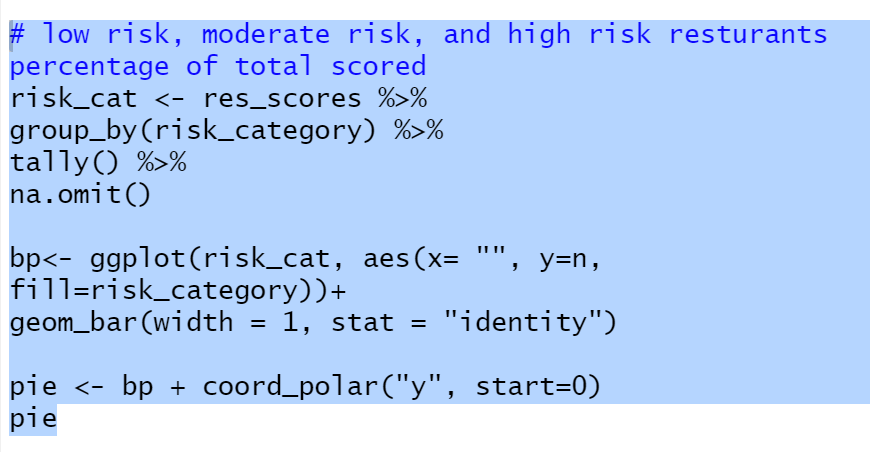 # low risk, moderate risk, and high risk resturants
percentage of total scored
risk_cat <- res_scores %>%
group_by(risk_category) %>%
tally() %>%
na.omit()
bp<- ggplot(risk_cat, aes(x= "", y=n,
fill=risk_category))+
geom_bar(width = 1, stat = "identity")
pie <- bp + coord_polar("y", start=0)
pie